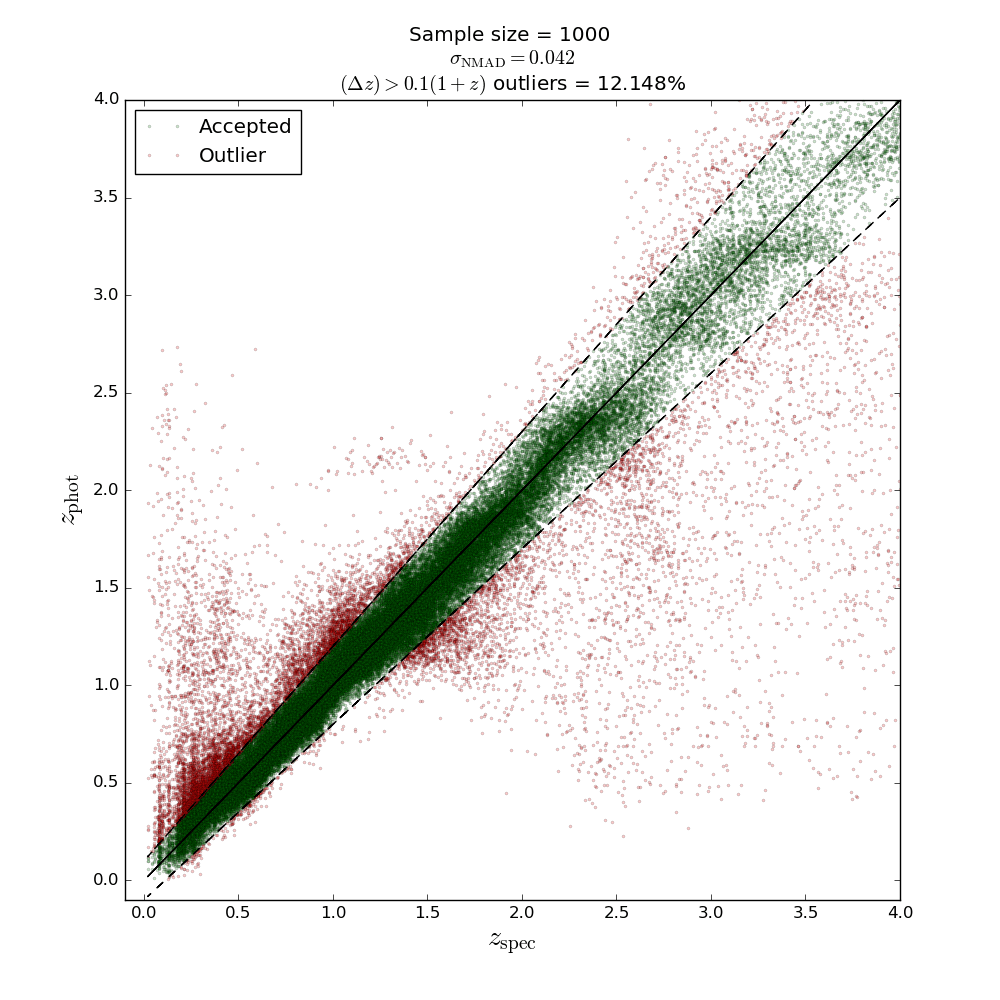 Sample size = 1000
σNMAD = 0.042
(Δz) > 0.1(1 + z) outliers = 12.148%
Accepted
Outlier
4.0
3.5
3.0
2.5
2.0
1.5
1.0
0.5
0.0
zphot
0.0 0.5 1.0 1.5 2.0 2.5 3.0 3.5 4.0
zspec